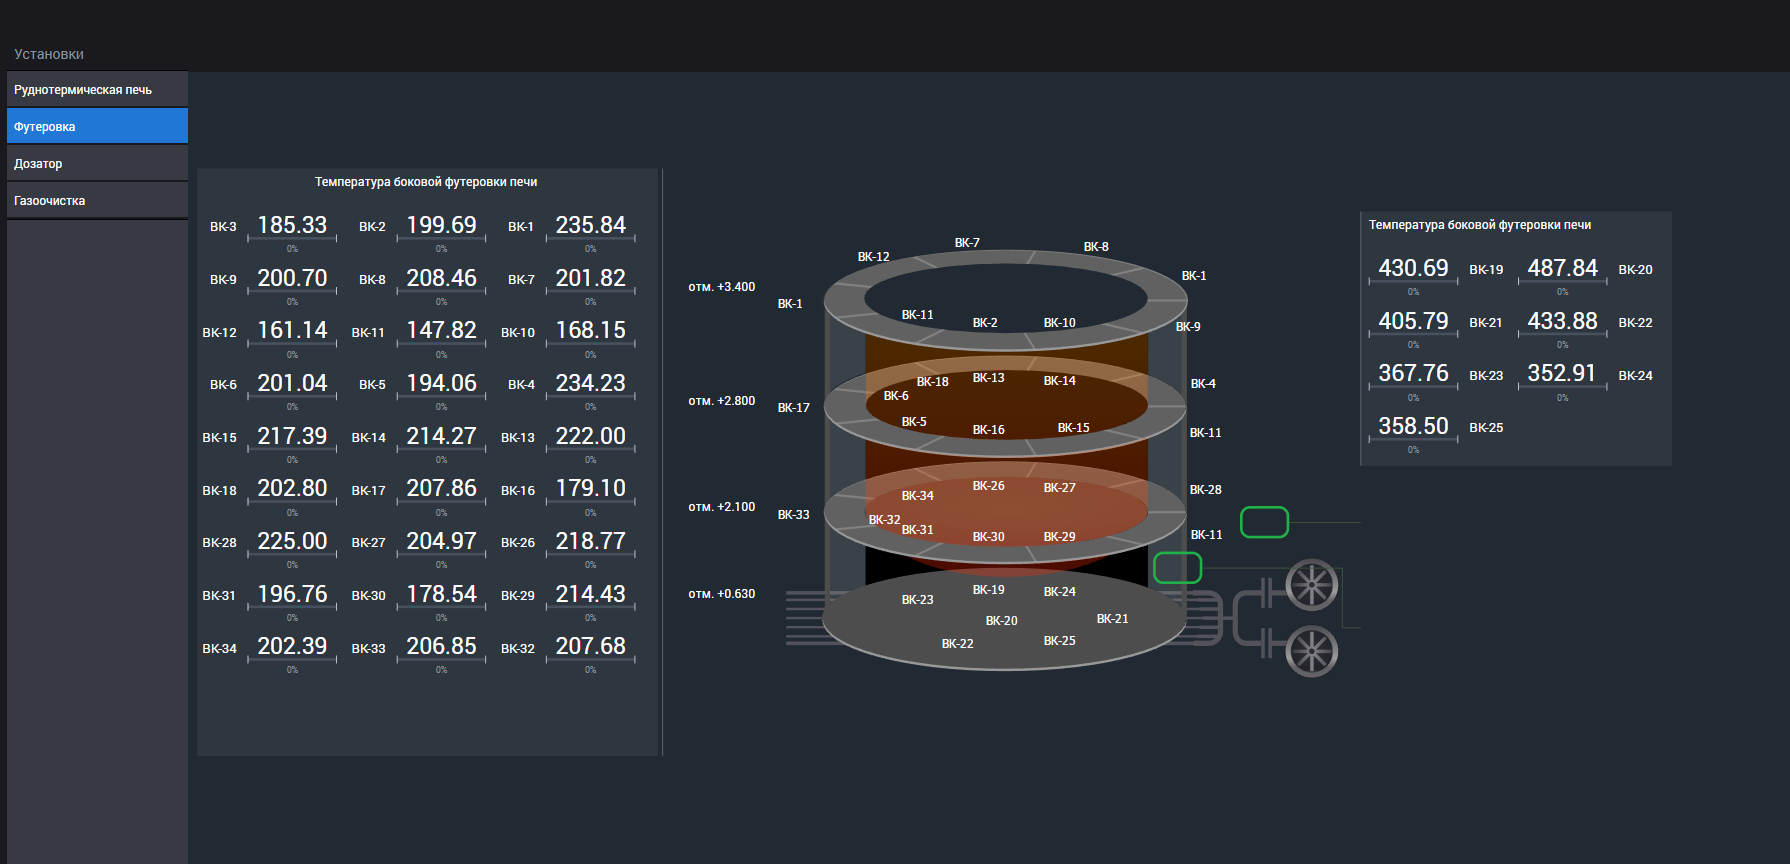 Установки
Руднотермическая печь
Футеровка
Дозатор
Газоочистка
Температура боковой футеровки печи
ВК-3 185.33 ВК-2 199.69 ВК-1 235.84
0% 0% 0%
ВК-9 200.70 ВК-8 208.46 ВК-7 201.82
0% 0% 0%
ВК-12 161.14 ВК-11 147.82 ВК-10 168.15
0% 0% 0%
ВК-6 201.04 ВК-5 194.06 ВК-4 234.23
0% 0% 0%
ВК-15 217.39 ВК-14 214.27 ВК-13 222.00
0% 0% 0%
ВК-18 202.80 ВК-17 207.86 ВК-16 179.10
0% 0% 0%
ВК-28 225.00 ВК-27 204.97 ВК-26 218.77
0% 0% 0%
ВК-31 196.76 ВК-30 178.54 ВК-29 214.43
0% 0% 0%
ВК-34 202.39 ВК-33 206.85 ВК-32 207.68
0% 0% 0%
ВК-7
ВК-8
ВК-12
ВК-1
отм. +3.400
ВК-1
ВК-11
ВК-2
ВК-10
ВК-9
ВК-18
ВК-13
ВК-14
ВК-4
ВК-6
отм. +2.800
ВК-17
ВК-5
ВК-16
ВК-15
ВК-11
ВК-34
ВК-26
ВК-27
ВК-28
отм. +2.100
ВК-33
ВК-32
ВК-31
ВК-30
ВК-29
ВК-11
отм. +0.630
ВК-23
ВК-19
ВК-24
ВК-20
ВК-21
ВК-22
ВК-25
Температура боковой футеровки печи
430.69 ВК-19 487.84 ВК-20
0% 0%
405.79 ВК-21 433.88 ВК-22
0% 0%
367.76 ВК-23 352.91 ВК-24
0% 0%
358.50 ВК-25
0%